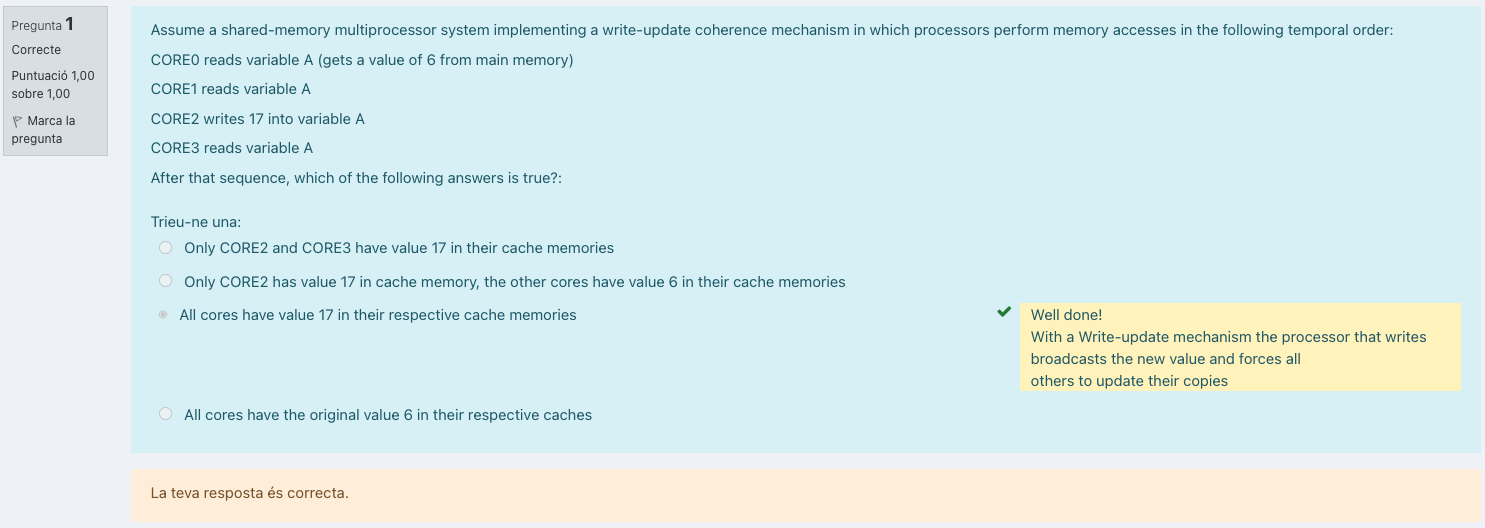 Pregunta 1
Correcte
Puntuació 1,00
sobre 1,00
Marca la
pregunta
Assume a shared-memory multiprocessor system implementing a write-update coherence mechanism in which processors perform memory accesses in the following temporal order:
CORE0 reads variable A (gets a value of 6 from main memory)
CORE1 reads variable A
CORE2 writes 17 into variable A
CORE3 reads variable A
After that sequence, which of the following answers is true?:
Trieu-ne una:
Only CORE2 and CORE3 have value 17 in their cache memories
Only CORE2 has value 17 in cache memory, the other cores have value 6 in their cache memories
All cores have value 17 in their respective cache memories
Well done!
With a Write-update mechanism the processor that writes
broadcasts the new value and forces all
others to update their copies
All cores have the original value 6 in their respective caches
La teva resposta és correcta.